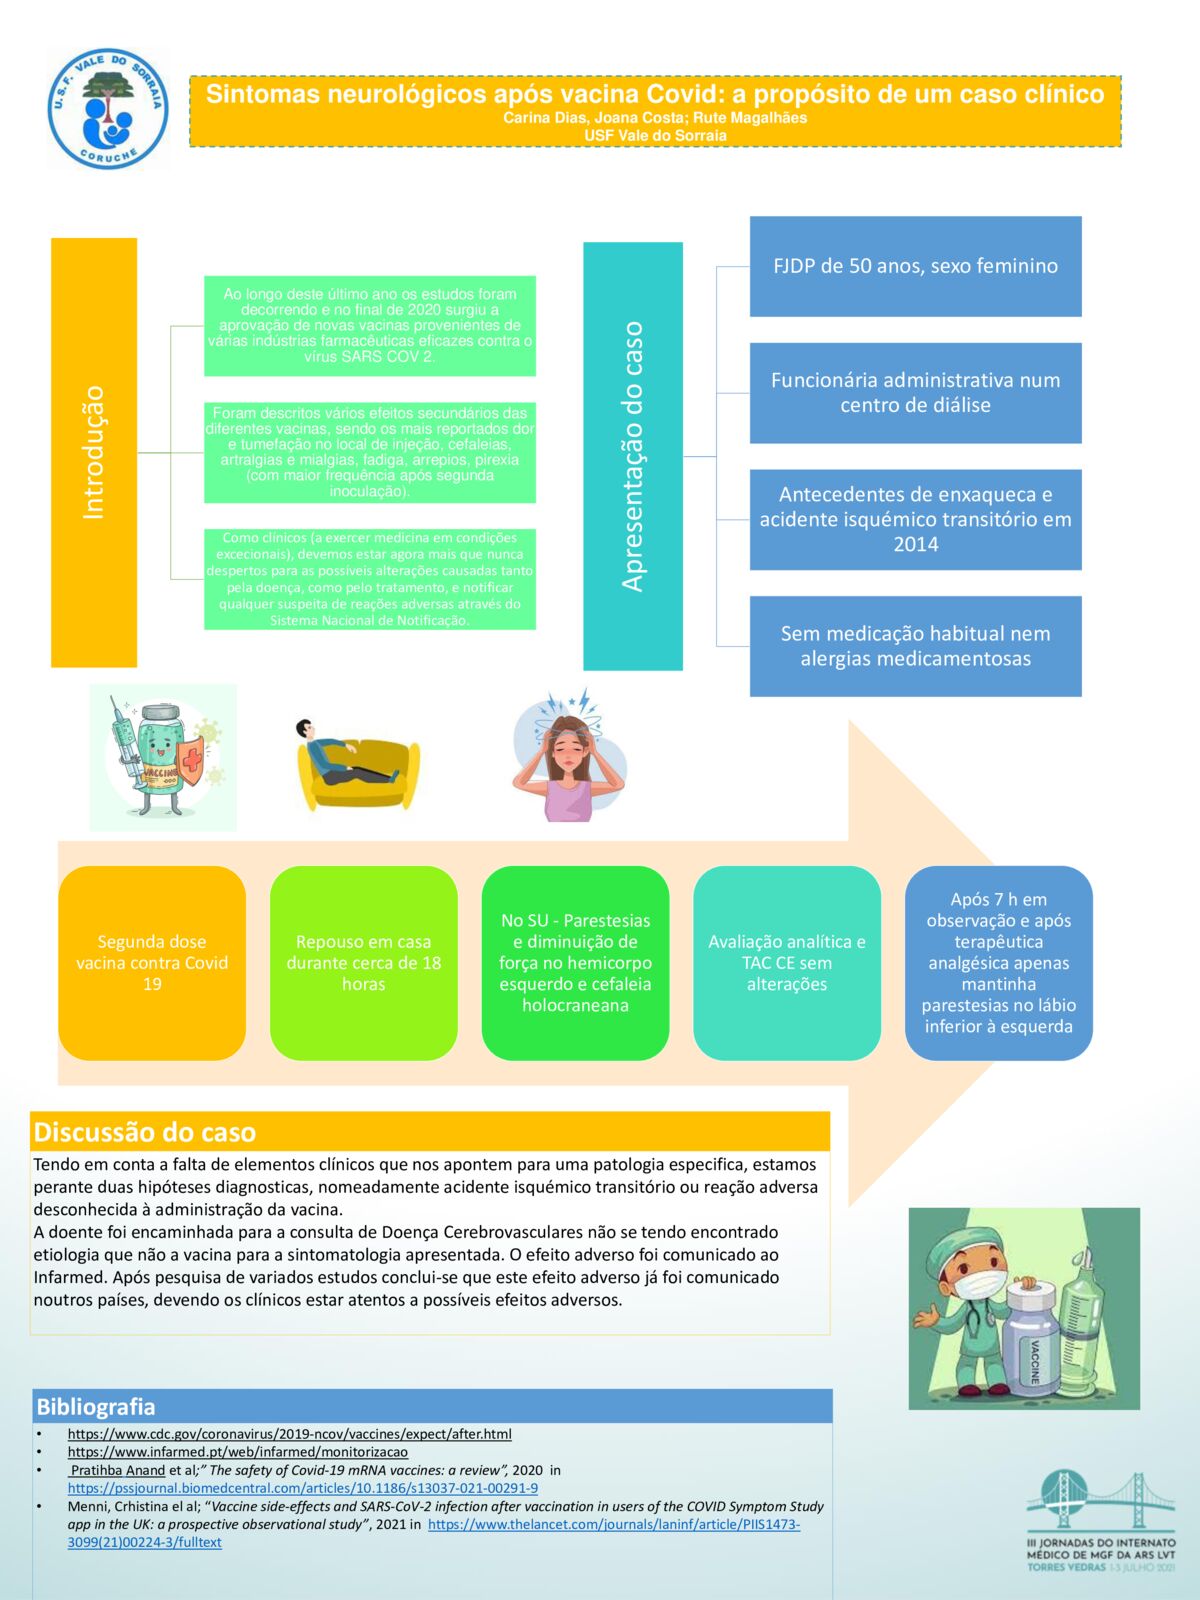 U.S.F. VALE DO SORRAIA
CORUCHE
Sintomas neurológicos após vacina Covid: a propósito de um caso clínico
Carina Dias, Joana Costa; Rute Magalhães
USF Vale do Sorraia
Introdução
Ao longo deste último ano os estudos foram
decorrendo e no final de 2020 surgiu a
aprovação de novas vacinas provenientes de
várias indústrias farmacêuticas eficazes contra o
vírus SARS COV 2.
Foram descritos vários efeitos secundários das
diferentes vacinas, sendo os mais reportados dor
e tumefação no local de injeção, cefaleias,
artralgias e mialgias, fadiga, arrepios, pirexia
(com maior frequência após segunda
inoculação).
Como clínicos (a exercer medicina em condições
excecionais), devemos estar agora mais que nunca
despertos para as possíveis alterações causadas tanto
pela doença, como pelo tratamento, e notificar
qualquer suspeita de reações adversas através do
Sistema Nacional de Notificação.
Apresentação do caso
FJDP de 50 anos, sexo feminino
Funcionária administrativa num
centro de diálise
Antecedentes de enxaqueca e
acidente isquémico transitório em
2014
Sem medicação habitual nem
alergias medicamentosas
VACCINE
Segunda dose
vacina contra Covid
19
Repouso em casa
durante cerca de 18
horas
No SU - Parestesias
e diminuição de
força no hemicorpo
esquerdo e cefaleia
holocraneana
Avaliação analítica e
TAC CE sem
alterações
Após 7 h em
observação e após
terapêutica
analgésica apenas
mantinha
parestesias no lábio
inferior à esquerda
Discussão do caso
Tendo em conta a falta de elementos clínicos que nos apontem para uma patologia especifica, estamos
perante duas hipóteses diagnosticas, nomeadamente acidente isquémico transitório ou reação adversa
desconhecida à administração da vacina.
A doente foi encaminhada para a consulta de Doença Cerebrovasculares não se tendo encontrado
etiologia que não a vacina para a sintomatologia apresentada. O efeito adverso foi comunicado ao
Infarmed. Após pesquisa de variados estudos conclui-se que este efeito adverso já foi comunicado
noutros países, devendo os clínicos estar atentos a possíveis efeitos adversos.
VACCINE
Bibliografia
• https://www.cdc.gov/coronavirus/2019-ncov/vaccines/expect/after.html
• https://www.infarmed.pt/web/infarmed/monitorizacao
• Pratihba Anand et al;” The safety of Covid-19 mRNA vaccines: a review”, 2020 in
https://pssjournal.biomedcentral.com/articles/10.1186/s13037-021-00291-9
• Menni, Crhistina el al; “Vaccine side-effects and SARS-CoV-2 infection after vaccination in users of the COVID Symptom Study
app in the UK: a prospective observational study”, 2021 in https://www.thelancet.com/journals/laninf/article/PIIS1473-
3099(21)00224-3/fulltext
III JORNADAS DO INTERNATO
MÉDICO DE MGF DA ARS LVT
TORRES VEDRAS 1-3 JULHO 2021